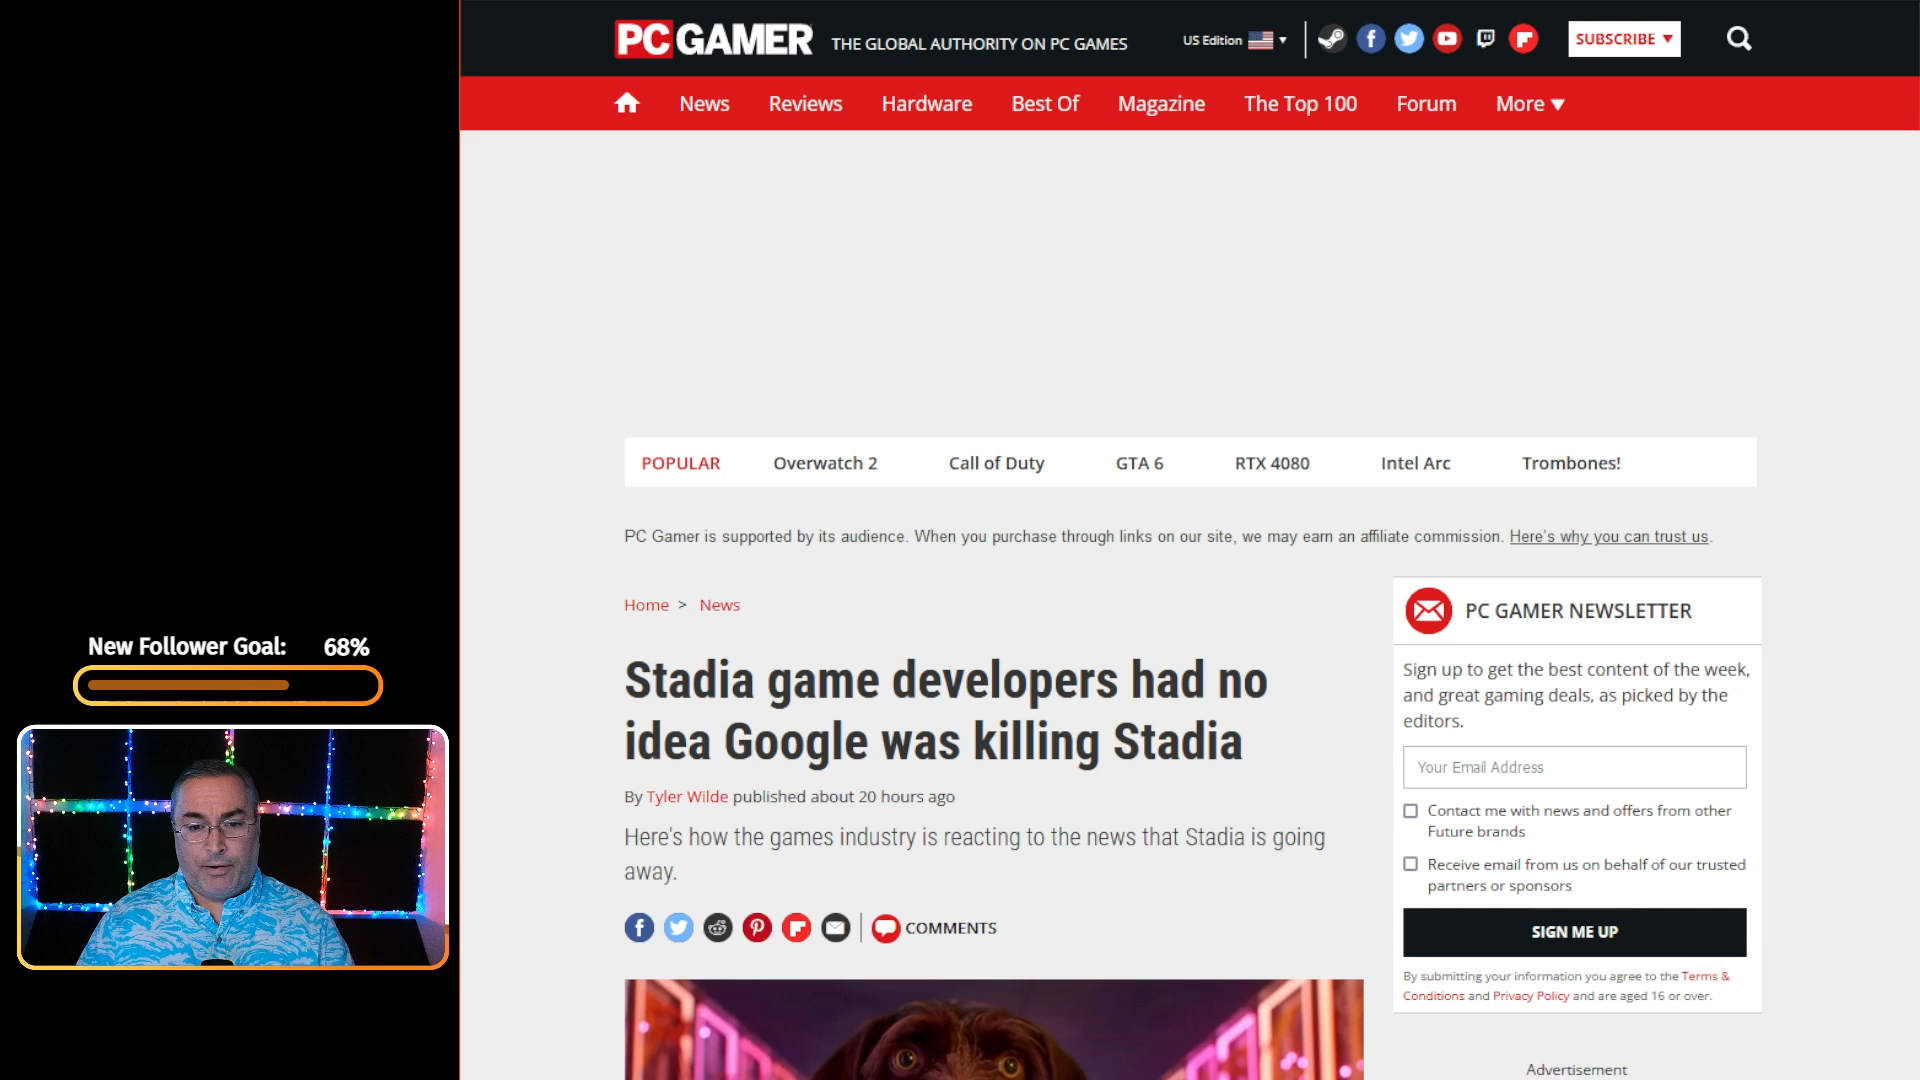 PC GAMER
THE GLOBAL AUTHORITY ON PC GAMES
US Edition
SUBSCRIBE
News
Reviews
Hardware
Best Of
Magazine
The Top 100
Forum
More
POPULAR
Overwatch 2
Call of Duty
GTA 6
RTX 4080
Intel Arc
Trombones!
PC Gamer is supported by its audience. When you purchase through links on our site, we may earn an affiliate commission. Here's why you can trust us.
Home > News
Stadia game developers had no
idea Google was killing Stadia
By Tyler Wilde published about 20 hours ago
Here's how the games industry is reacting to the news that Stadia is going
away.
COMMENTS
PC GAMER NEWSLETTER
Sign up to get the best content of the week,
and great gaming deals, as picked by the
editors.
Your Email Address
Contact me with news and offers from other
Future brands
Receive email from us on behalf of our trusted
partners or sponsors
SIGN ME UP
By submitting your information you agree to the Terms &
Conditions and Privacy Policy and are aged 16 or over.
Advertisement
New Follower Goal: 68%